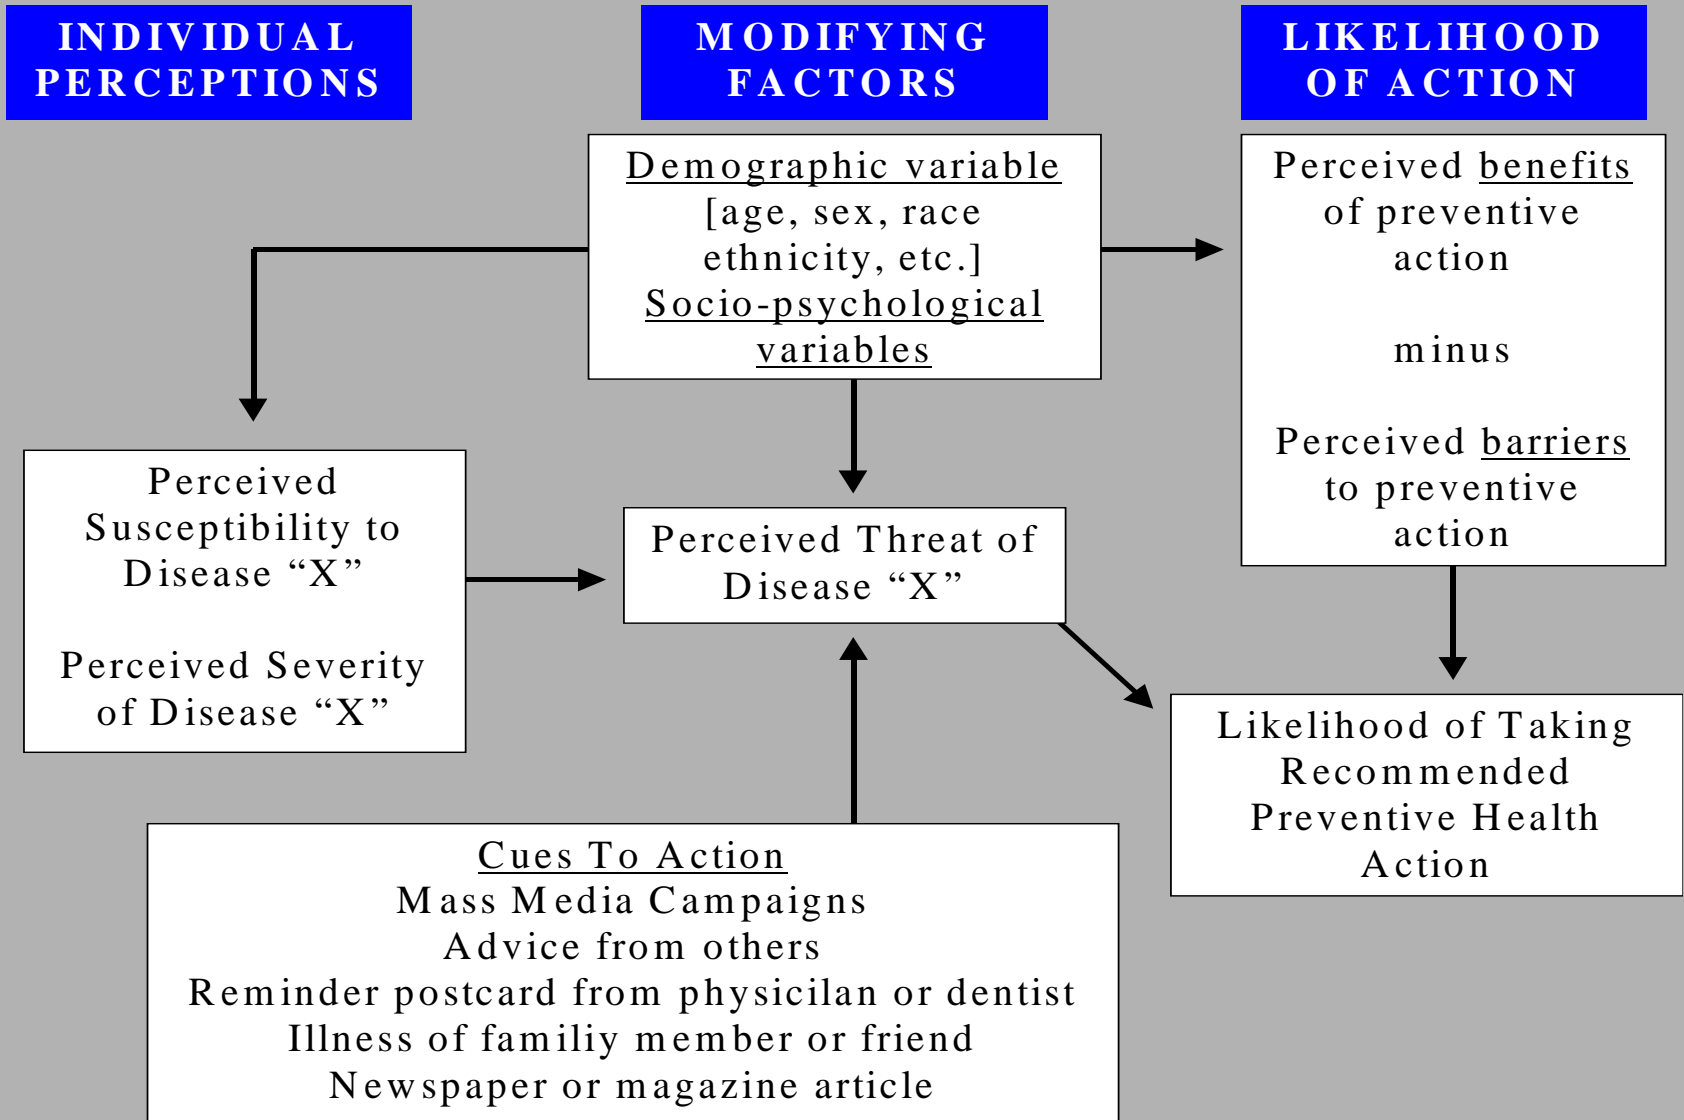 INDIVIDUAL
PERCEPTIONS
MODIFYING
FACTORS
LIKELIHOOD
OF ACTION
Demographic variable
[age, sex, race
ethnicity, etc.]
Socio-psychological
variables
Perceived benefits
of preventive
action
minus
Perceived barriers
to preventive
action
Perceived
Susceptibility to
Disease “X”
Perceived Severity
of Disease “X”
Perceived Threat of
Disease “X”
Likelihood of Taking
Recommended
Preventive Health
Action
Cues To Action
Mass Media Campaigns
Advice from others
Reminder postcard from physicilan or dentist
Illness of familiy member or friend
Newspaper or magazine article